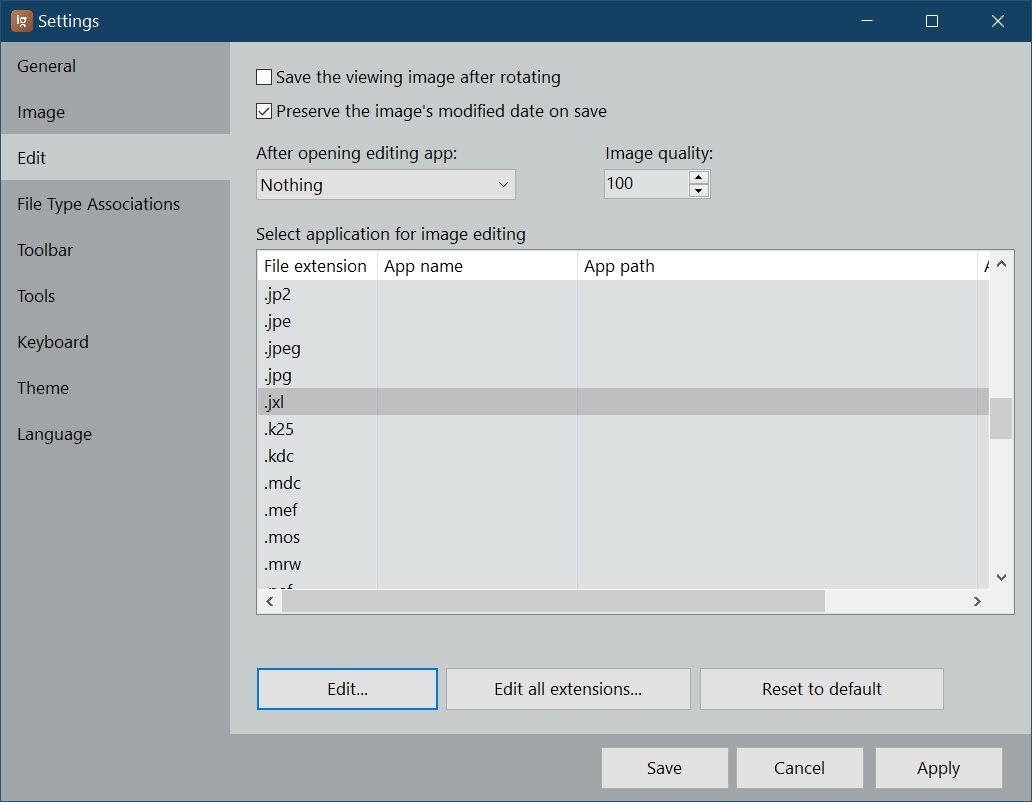 Settings
General
Image
Edit
File Type Associations
Toolbar
Tools
Keyboard
Theme
Language
Save the viewing image after rotating
Preserve the image's modified date on save
After opening editing app:
Nothing
Image quality:
100
Select application for image editing
File extension App name App path
.jp2
.jpe
.jpeg
.jpg
.jxl
.k25
.kdc
.mdc
.mef
.mos
.mrw
Edit... Edit all extensions... Reset to default
Save Cancel Apply